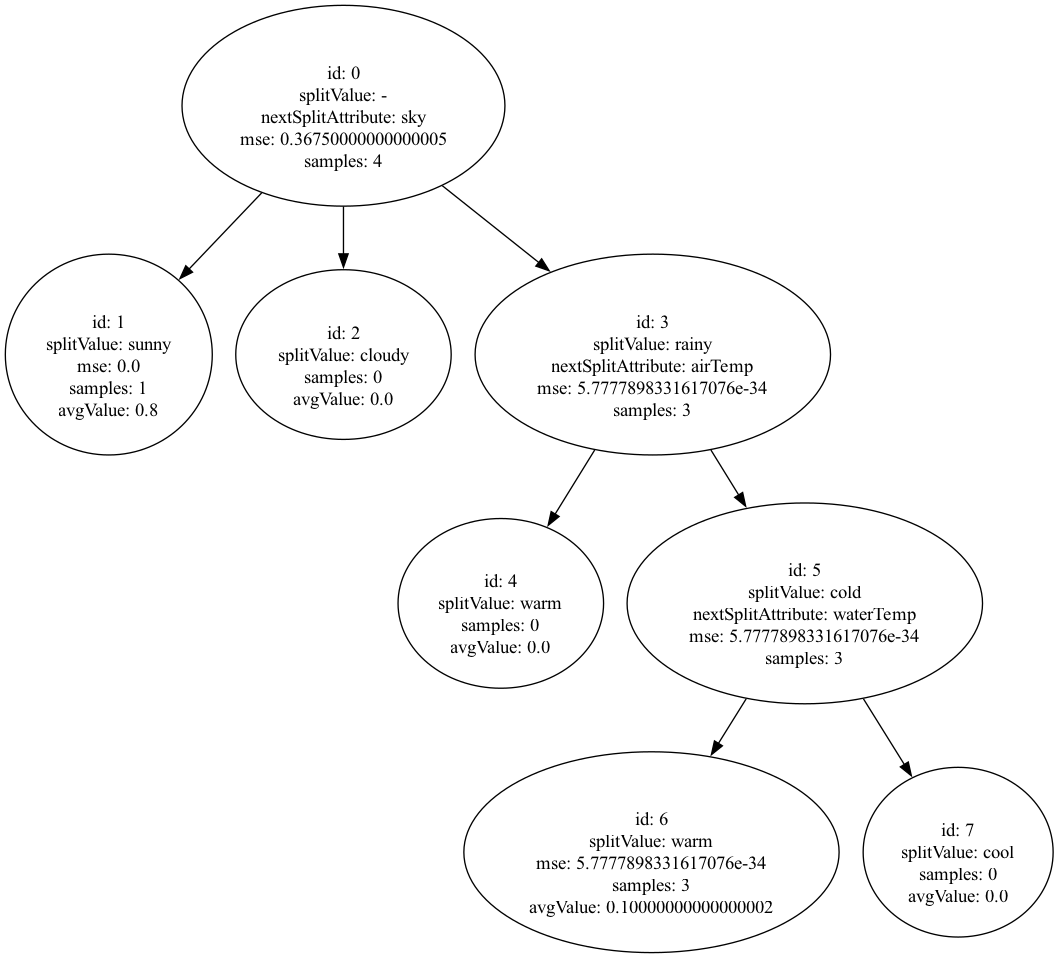 id: 0
splitValue: -
nextSplitAttribute: sky
mse: 0.36750000000000005
samples: 4
id: 1
splitValue: sunny
mse: 0.0
samples: 1
avgValue: 0.8
id: 2
splitValue: cloudy
samples: 0
avgValue: 0.0
id: 3
splitValue: rainy
nextSplitAttribute: airTemp
mse: 5.7777898331617076e-34
samples: 3
id: 4
splitValue: warm
samples: 0
avgValue: 0.0
id: 5
splitValue: cold
nextSplitAttribute: waterTemp
mse: 5.7777898331617076e-34
samples: 3
id: 6
splitValue: warm
mse: 5.7777898331617076e-34
samples: 3
avgValue: 0.10000000000000002
id: 7
splitValue: cool
samples: 0
avgValue: 0.0